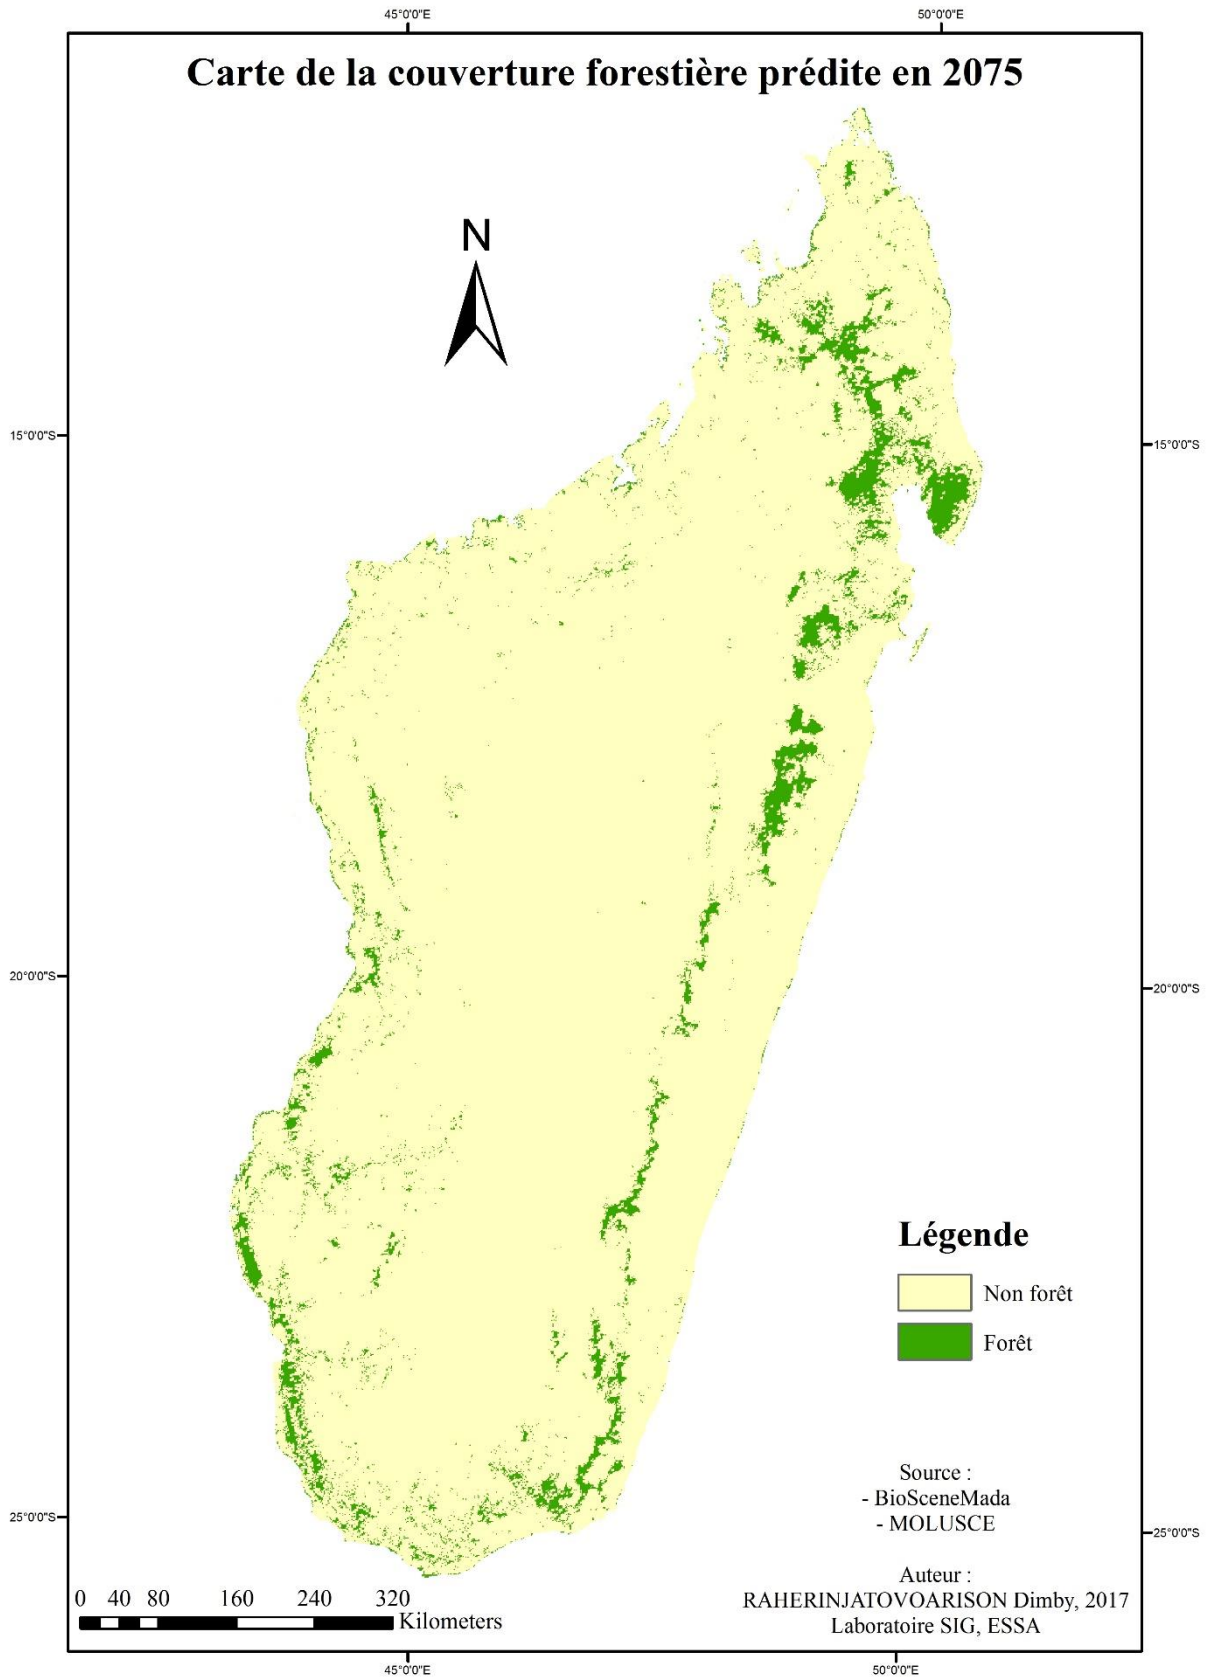 45°0'0"E
50°0'0"E
Carte de la couverture forestière prédite en 2075
N
15°0'0"S
15°0'0"S
20°0'0"S
20°0'0"S
Légende
Non forêt
Forêt
Source :
- BioSceneMada
- MOLUSCE
25°0'0"S
25°0'0"S
Auteur :
RAHERINJATOVOARISON Dimby, 2017
Laboratoire SIG, ESSA
0 40 80 160 240 320
Kilometers
45°0'0"E
50°0'0"E